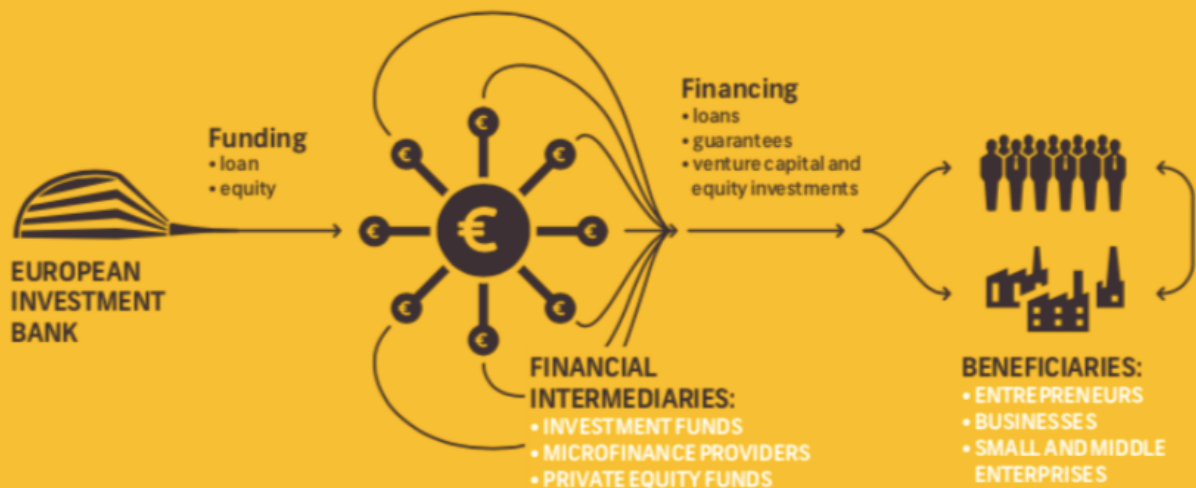 Funding
• loan
• equity
EUROPEAN
INVESTMENT
BANK
€
€
€
€
€
€
€
€
€
FINANCIAL
INTERMEDIARIES:
• INVESTMENT FUNDS
• MICROFINANCE PROVIDERS
• PRIVATE EQUITY FUNDS
Financing
• loans
• guarantees
• venture capital and
equity investments
BENEFICIARIES:
• ENTREPRENEURS
• BUSINESSES
• SMALL AND MIDDLE
ENTERPRISES